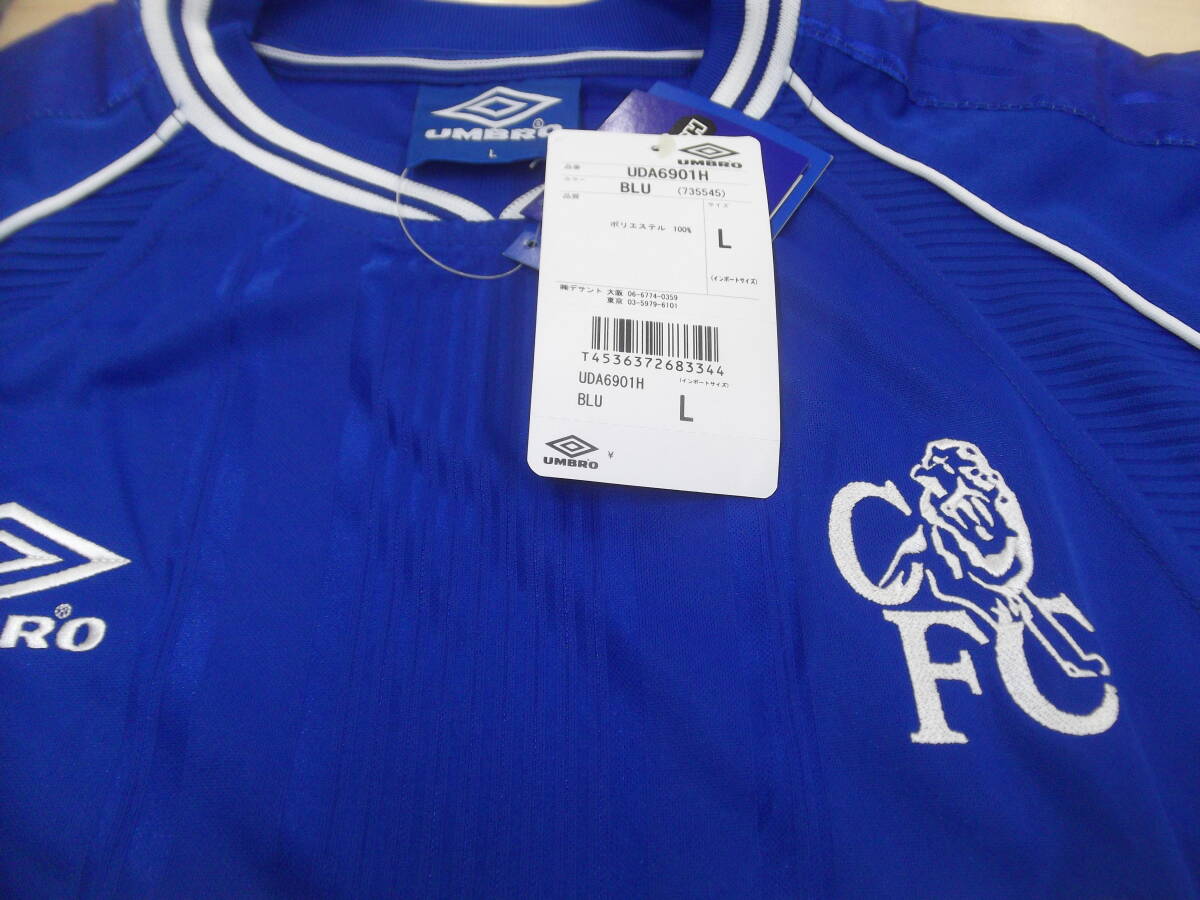 UMBRO
L
UMBRO
品番 UDA6901H
カラー BLU (735545)
品質 サイズ
ポリエステル 100% L
(インポートサイズ)
㈱デサント 大阪 06-6774-0359
東京 03-5979-6101
T4536372683344
UDA6901H (インポートサイズ)
BLU L
UMBRO ¥
RO
CFC